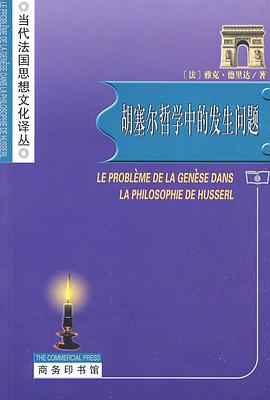 LE PROBLÈME DE LA GENÈSE DANS
LA PHILOSOPHIE DE HUSSERL
◎当代法国思想文化译丛◎
〔法〕雅克·德里达/著
胡塞尔哲学中的发生问题
LE PROBLÈME DE LA GENÈSE DANS
LA PHILOSOPHIE DE HUSSERL
THE COMMERCIAL PRESS
商务印书馆